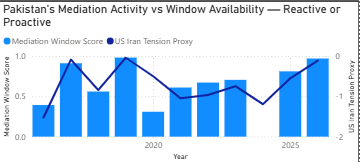 Pakistan's Mediation Activity vs Window Availability — Reactive or
Proactive
Mediation Window Score US Iran Tension Proxy
1.0
0.5
0.0
Mediation Window Score
0
-1
-2
US Iran Tension Proxy
2020
2025
Year